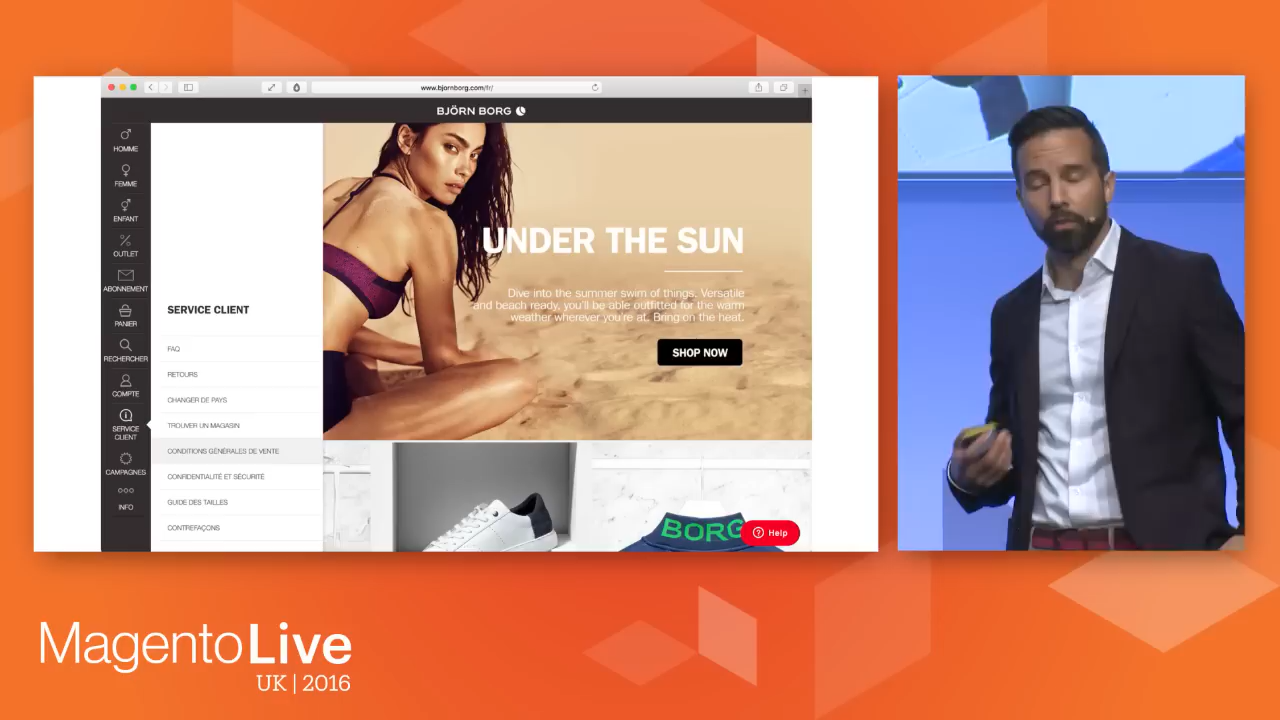 www.bjornborg.com/fr/
BJÖRN BORG
HOMME
FEMME
ENFANT
OUTLET
ABONNEMENT
PANIER
RECHERCHER
COMPTE
SERVICE
CLIENT
CAMPAGNES
INFO
SERVICE CLIENT
FAQ
RETOURS
CHANGER DE PAYS
TROUVER UN MAGASIN
CONDITIONS GÉNÉRALES DE VENTE
CONFIDENTIALITÉ ET SÉCURITÉ
GUIDE DES TAILLES
CONTREFAÇONS
UNDER THE SUN
Dive into the summer swim of things. Versatile
and beach ready, you'll be able outfitted for the warm
weather wherever you're at. Bring on the heat.
SHOP NOW
BORG
Help
MagentoLive
UK | 2016